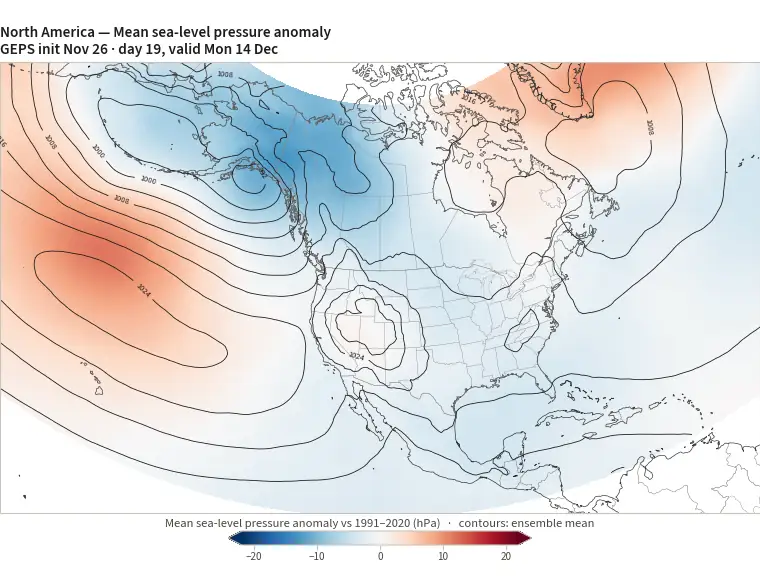 North America — Mean sea-level pressure anomaly
GEPS init Nov 26 · day 19, valid Mon 14 Dec
1008
1016
1008
1008
1000
1000
1008
1024
1024
Mean sea-level pressure anomaly vs 1991–2020 (hPa) · contours: ensemble mean
−20 −10 0 10 20